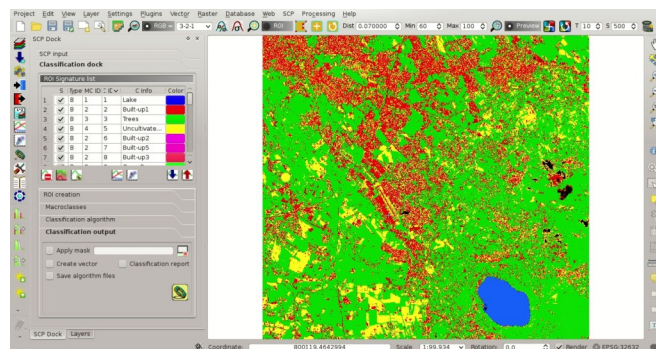 Project Edit View Layer Settings Plugins Vector Raster Database Web SCP Processing Help
RGB = 3-2-1 ROI Dist 0.070000 Min 60 Max 100 Preview T 10 S 500
SCP Dock
SCP input
Classification dock
ROI Signature list
S Type MC ID C ID C Info Color
1 B 1 1 Lake
2 B 2 2 Built-up1
3 B 3 3 Trees
4 B 4 5 Uncultivate...
5 B 2 6 Built-up2
6 B 2 7 Built-up5
7 B 2 8 Built-up3
ROI creation
Macroclasses
Classification algorithm
Classification output
Apply mask
Create vector Classification report
Save algorithm files
SCP Dock Layers
Coordinate: 800119,4642994 Scale 1:99,934 Rotation: 0,0 Render EPSG:32632